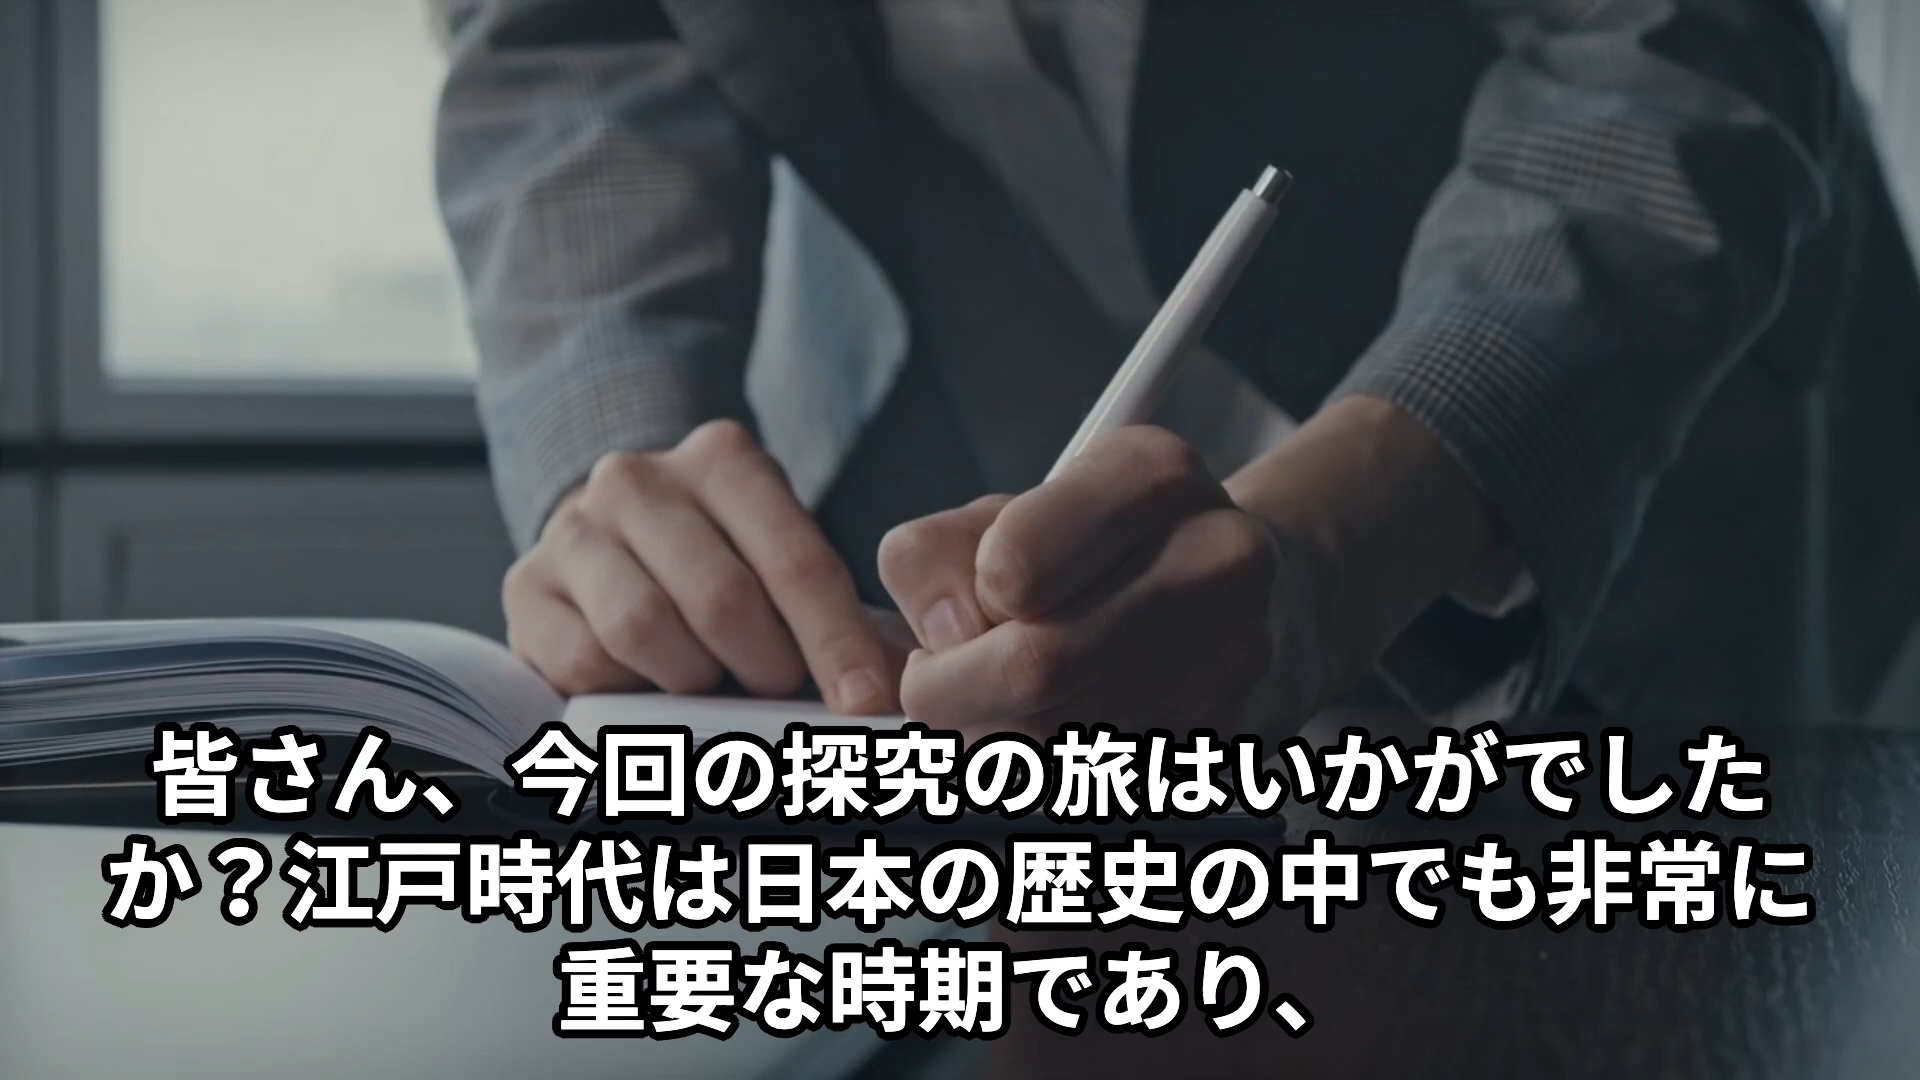 皆さん、今回の探究の旅はいかがでした
か？江戸時代は日本の歴史の中でも非常に
重要な時期であり、